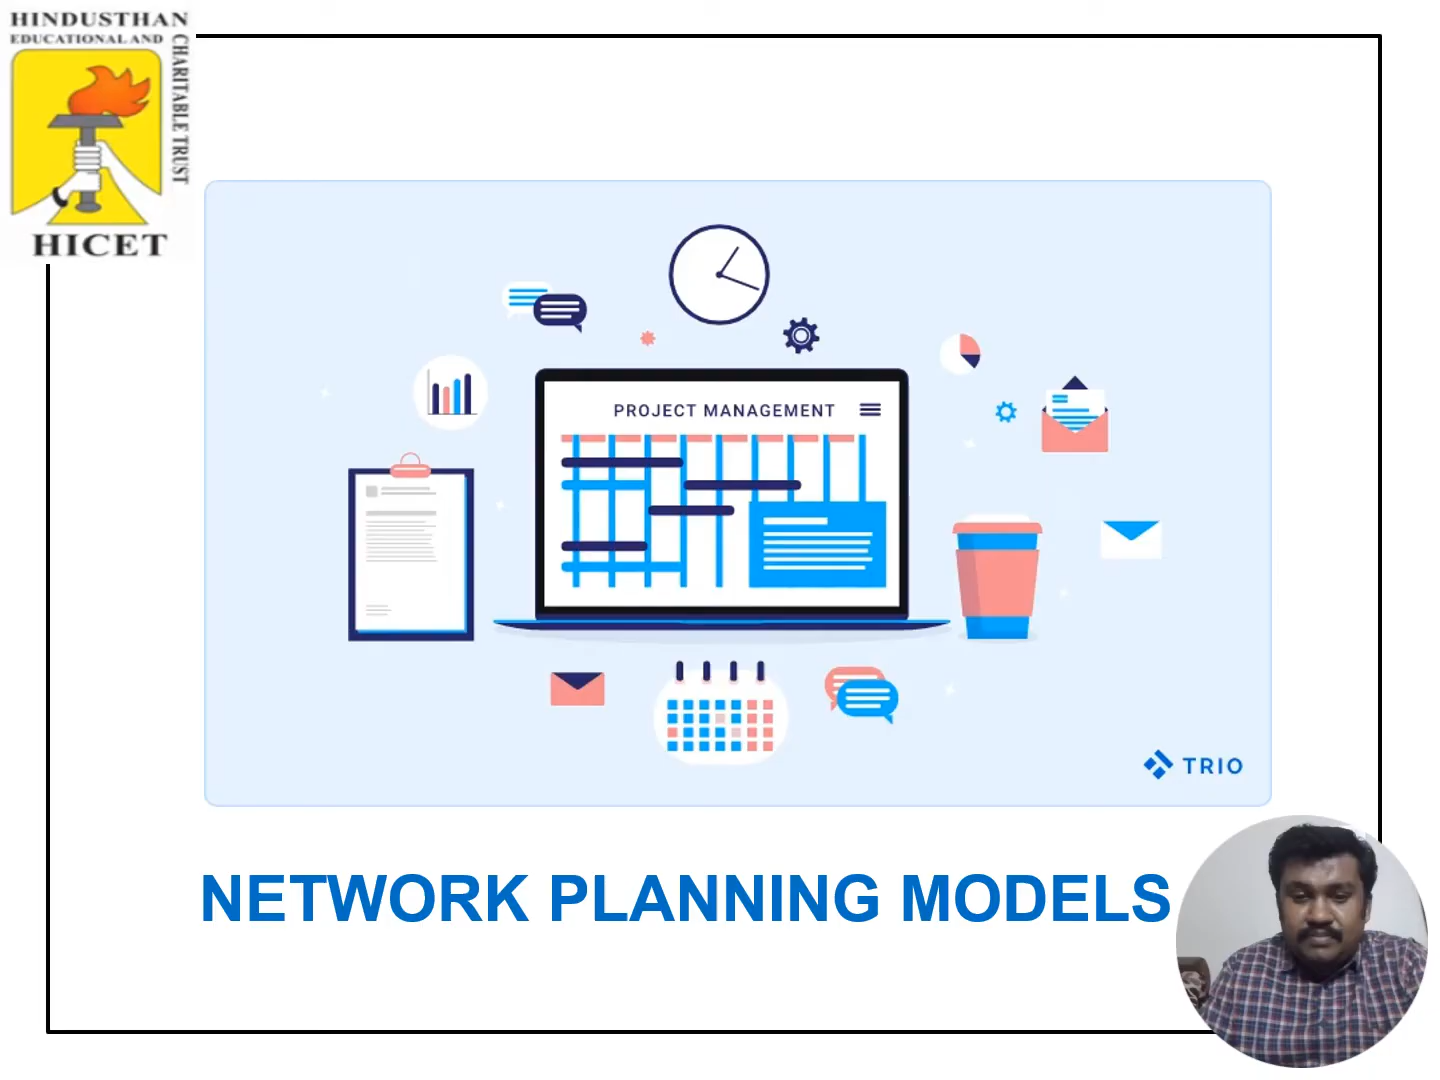 HINDUSTHAN
EDUCATIONAL AND
CHARITABLE TRUST
HICET
PROJECT MANAGEMENT
TRIO
NETWORK PLANNING MODELS